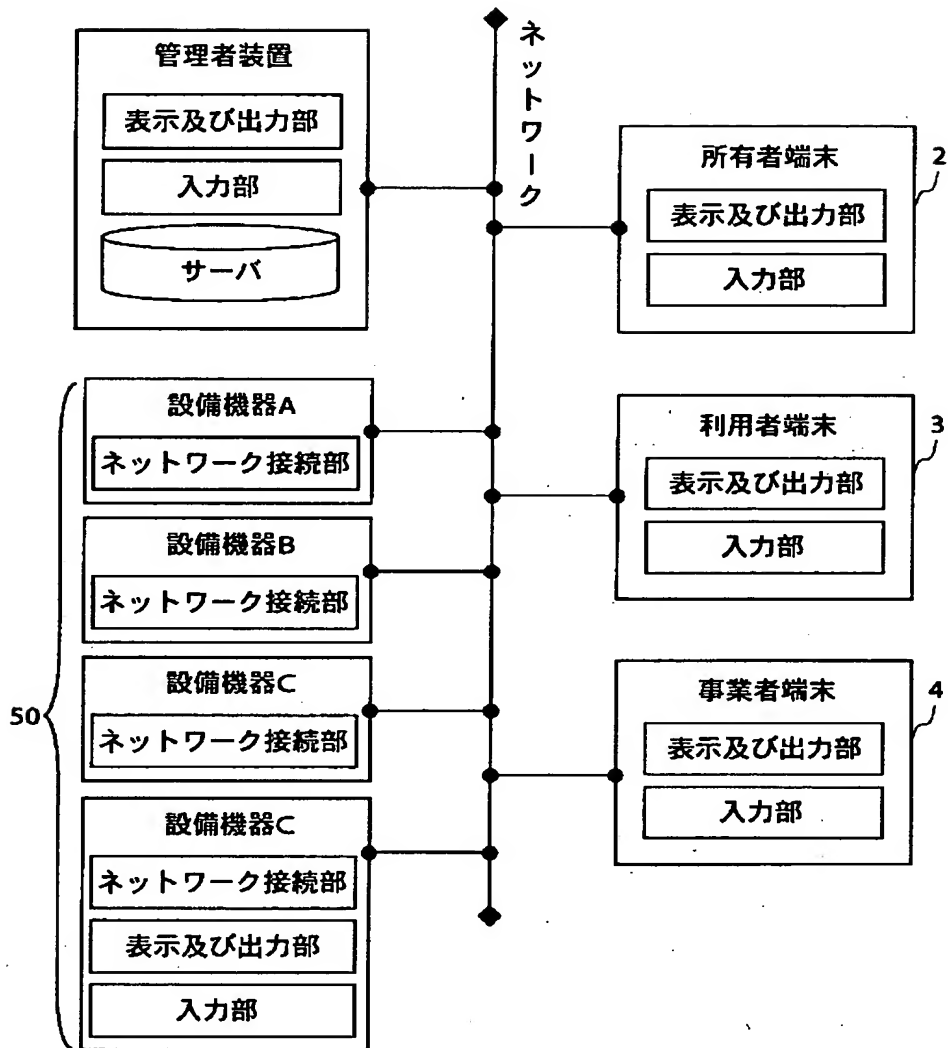 管理者装置
表示及び出力部
入力部
サーバ
ネットワーク
所有者端末
2
表示及び出力部
入力部
50
設備機器A
ネットワーク接続部
設備機器B
ネットワーク接続部
設備機器C
ネットワーク接続部
設備機器C
ネットワーク接続部
表示及び出力部
入力部
利用者端末
3
表示及び出力部
入力部
事業者端末
4
表示及び出力部
入力部